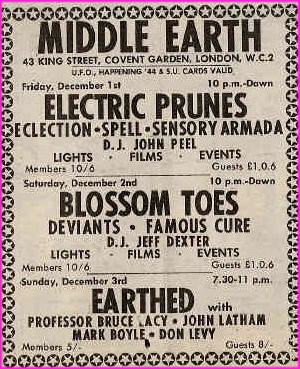 MIDDLE EARTH
43 KING STREET, COVENT GARDEN, LONDON, W.C.2
U.F.O., HAPPENING '44 & S.U. CARDS VALID
Friday, December 1st 10 p.m.-Dawn
ELECTRIC PRUNES
ECLECTION • SPELL • SENSORY ARMADA
D.J. JOHN PEEL
LIGHTS • FILMS • EVENTS
Members 10/6 Guests £1.0.6
Saturday, December 2nd 10 p.m.-Dawn
BLOSSOM TOES
DEVIANTS • FAMOUS CURE
D.J. JEFF DEXTER
LIGHTS • FILMS • EVENTS
Members 10/6 Guests £1.0.6
Sunday, December 3rd 7.30-11 p.m.
EARTHED with
PROFESSOR BRUCE LACY • JOHN LATHAM
MARK BOYLE • DON LEVY
Members 5/- Guests 8/-